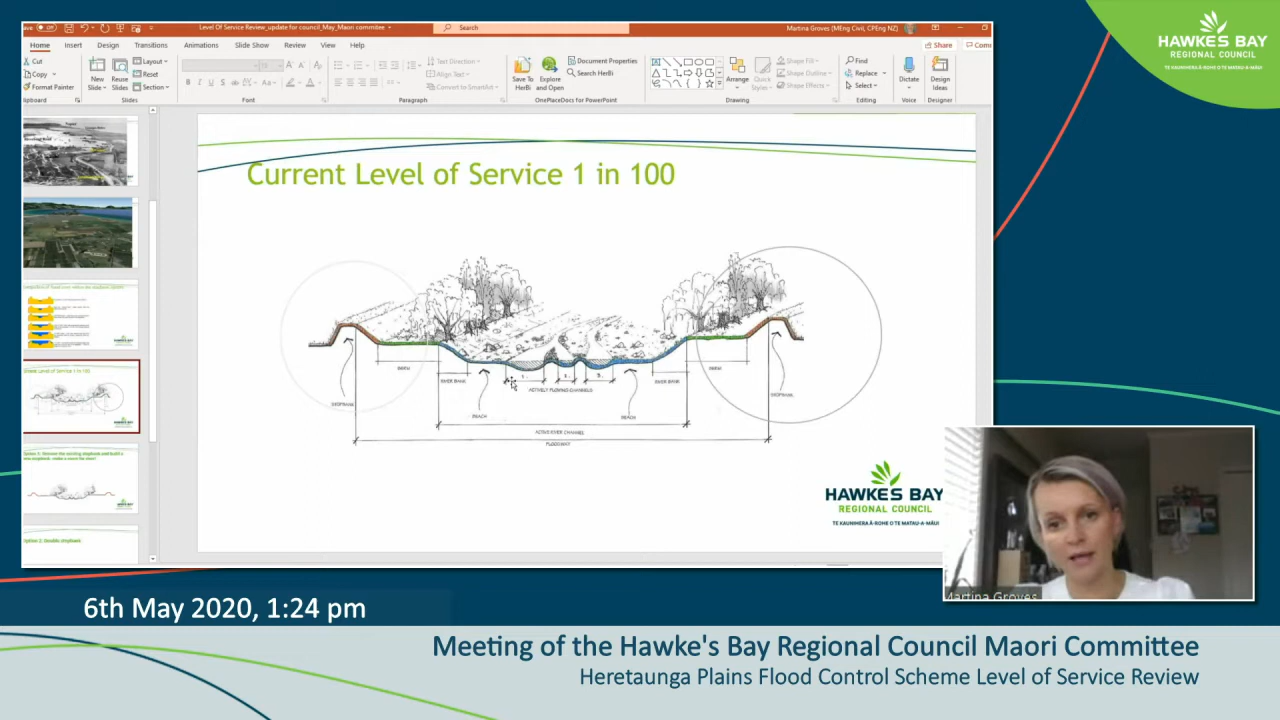 Level Of Service Review_update for council_May_Maori commitee
Search
Martina Groves (MEng Civil, CPEng NZ)
Home Insert Design Transitions Animations Slide Show Review View Help
Share
Cut
Copy
Format Painter
New Slide
Reuse Slides
Layout
Reset
Section
Slides
Font
Text Direction
Align Text
Convert to SmartArt
Paragraph
Save To HerBi
Explore and Open
Document Properties
Search HerBi
OnePlaceDocs for PowerPoint
Arrange
Quick Styles
Shape Fill
Shape Outline
Shape Effects
Drawing
Find
Replace
Select
Editing
Dictate
Voice
Design Ideas
Designer
HAWKE'S BAY
REGIONAL COUNCIL
TE KAUNIHERA Ā-ROHE O TE MATAU-A-MĀUI
Current Level of Service 1 in 100
BERM
RIVER BANK
STOPBANK
BEACH
ACTIVELY FLOWING CHANNELS
BEACH
RIVER BANK
BERM
STOPBANK
ACTIVE RIVER CHANNEL
FLOODWAY
HAWKE'S BAY
REGIONAL COUNCIL
TE KAUNIHERA Ā-ROHE O TE MATAU-A-MĀUI
Option 2: Double stopbank
Martina Groves
6th May 2020, 1:24 pm
Meeting of the Hawke's Bay Regional Council Maori Committee
Heretaunga Plains Flood Control Scheme Level of Service Review